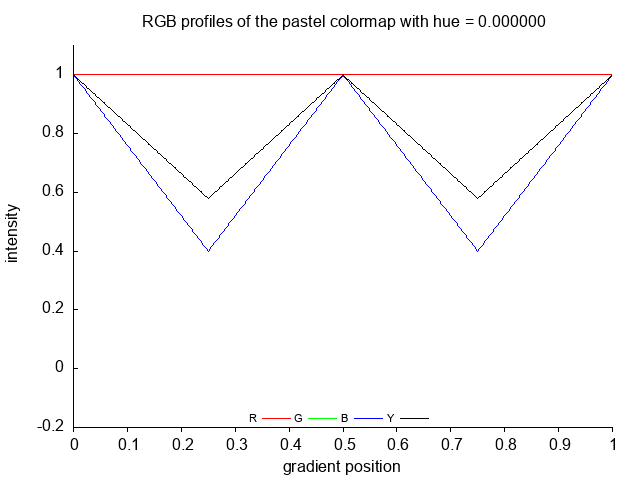 RGB profiles of the pastel colormap with hue = 0.000000
1
0.8
0.6
0.4
0.2
0
-0.2
intensity
R G B Y
0 0.1 0.2 0.3 0.4 0.5 0.6 0.7 0.8 0.9 1
gradient position